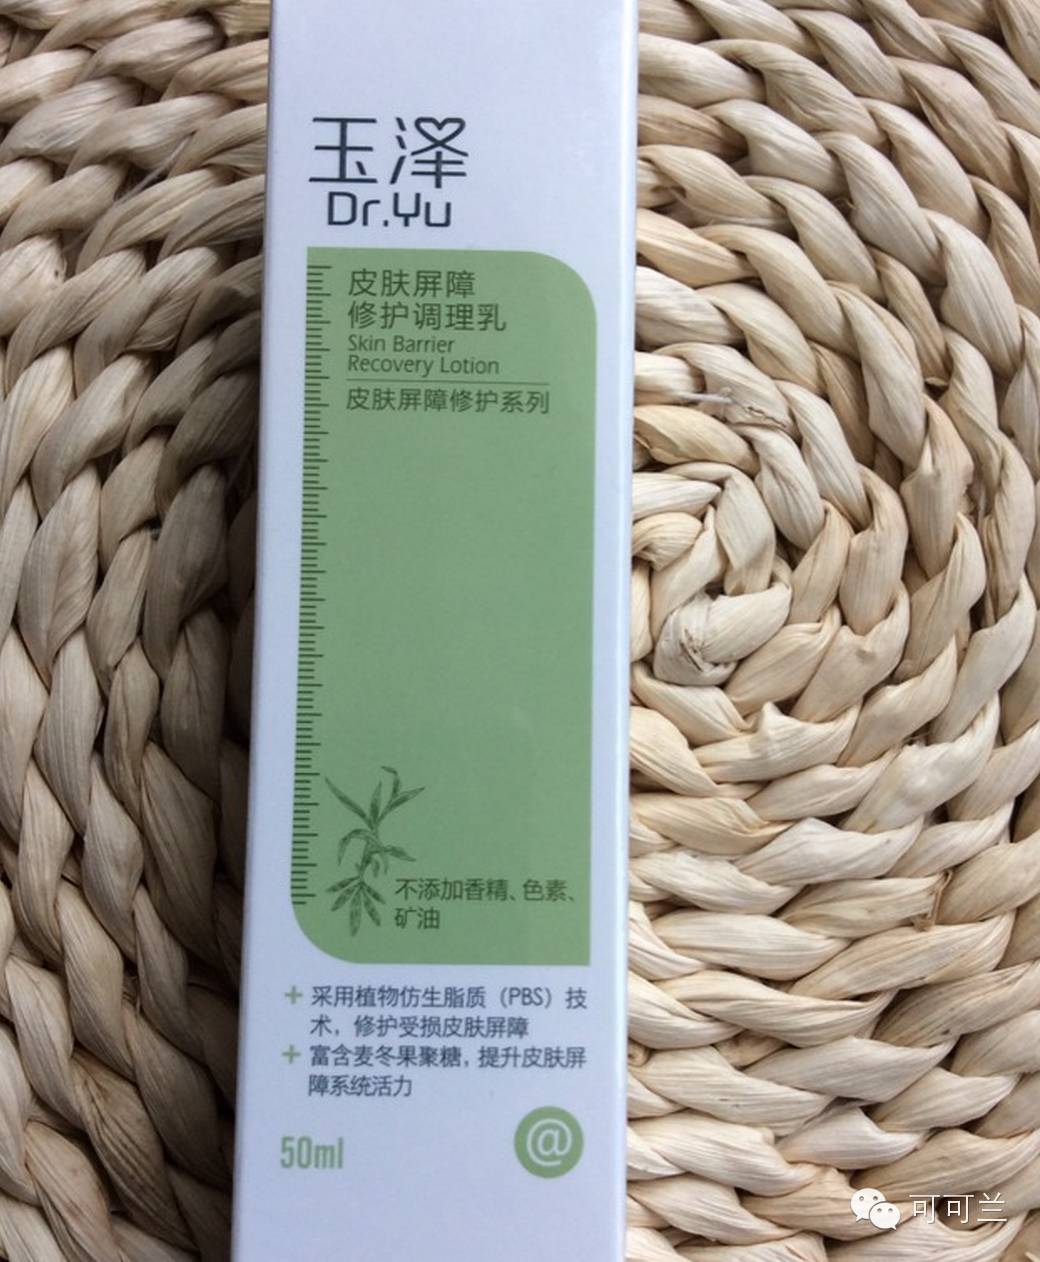 玉泽
Dr.Yu
皮肤屏障
修护调理乳
Skin Barrier
Recovery Lotion
皮肤屏障修护系列
不添加香精、色素、
矿油
+ 采用植物仿生脂质（PBS）技
术，修护受损皮肤屏障
+ 富含麦冬果聚糖，提升皮肤屏
障系统活力
50ml
@
可可兰